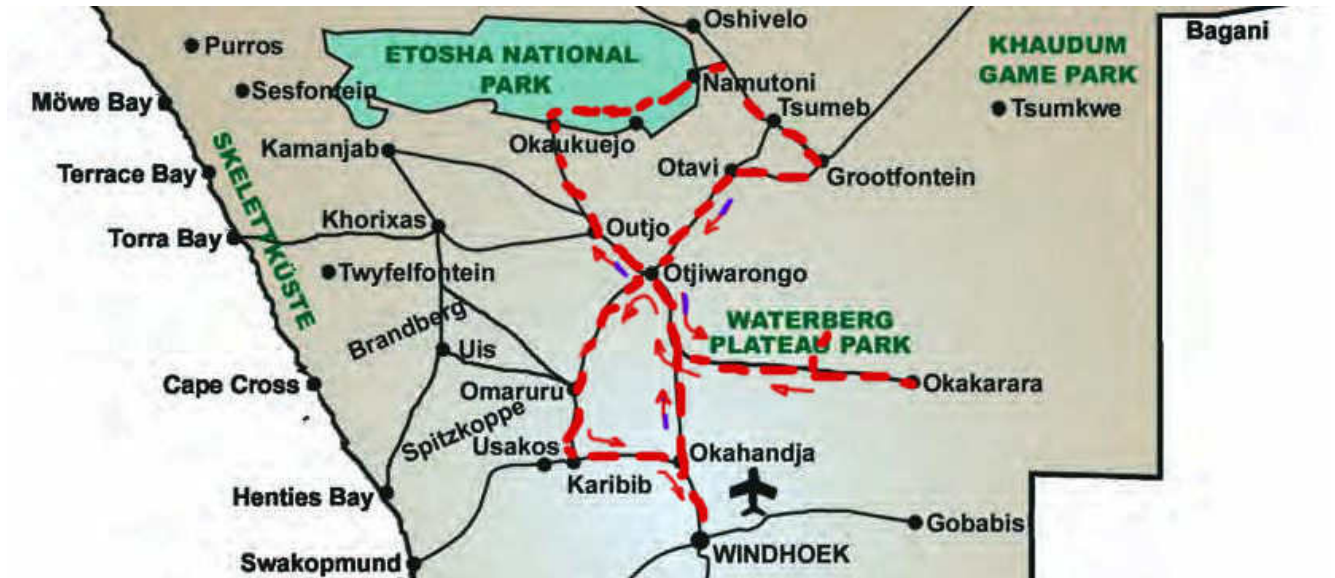 Oshivelo
Bagani
Purros
ETOSHA NATIONAL
PARK
KHAUDUM
GAME PARK
Namutoni
Sesfontein
Möwe Bay
Tsumeb
Tsumkwe
Okaukuejo
Kamanjab
Otavi
Grootfontein
Terrace Bay
SKELETTKÜSTE
Khorixas
Outjo
Torra Bay
Twyfelfontein
Otjiwarongo
Brandberg
WATERBERG
PLATEAU PARK
Uis
Cape Cross
Omaruru
Okakarara
Spitzkoppe
Usakos
Okahandja
Karibib
Henties Bay
Gobabis
WINDHOEK
Swakopmund